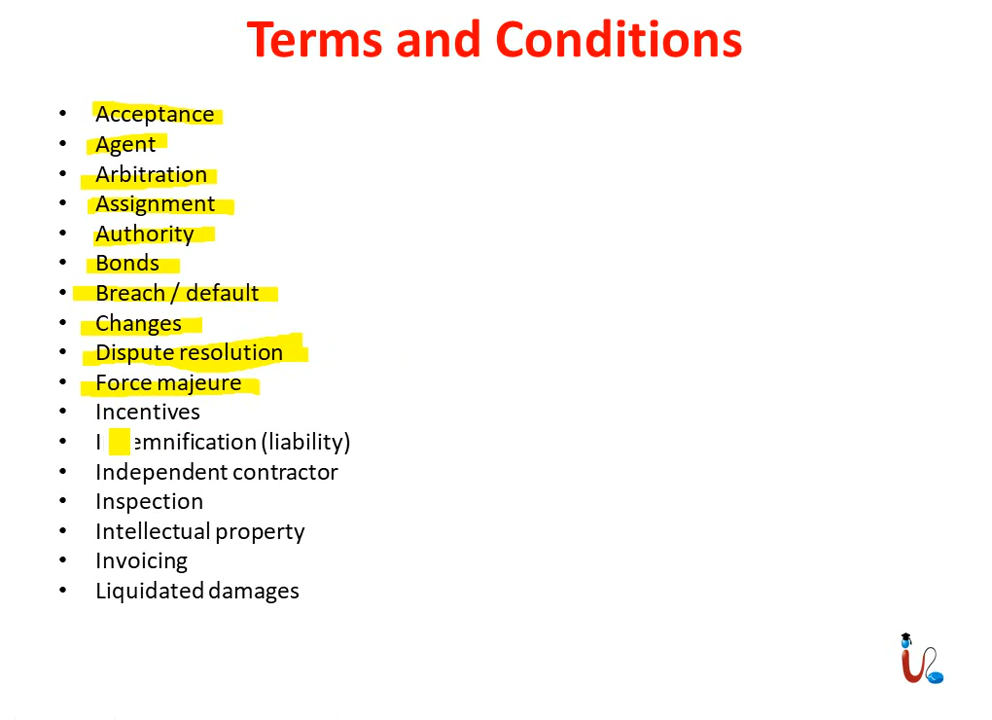 Terms and Conditions
• Acceptance
• Agent
• Arbitration
• Assignment
• Authority
• Bonds
• Breach / default
• Changes
• Dispute resolution
• Force majeure
• Incentives
• I emnification (liability)
• Independent contractor
• Inspection
• Intellectual property
• Invoicing
• Liquidated damages